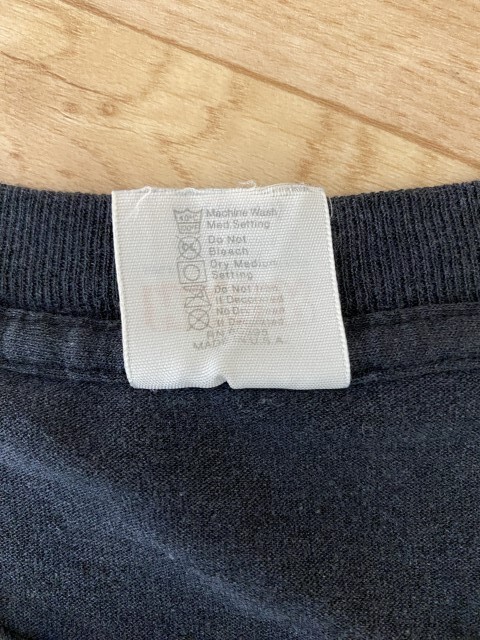 Machine Wash
Med. Setting
Do Not
Bleach
Dry Medium
Setting
Do Not Iron
If Decorated
No Dry
If Decorated
RN
MADE IN U.S.A.